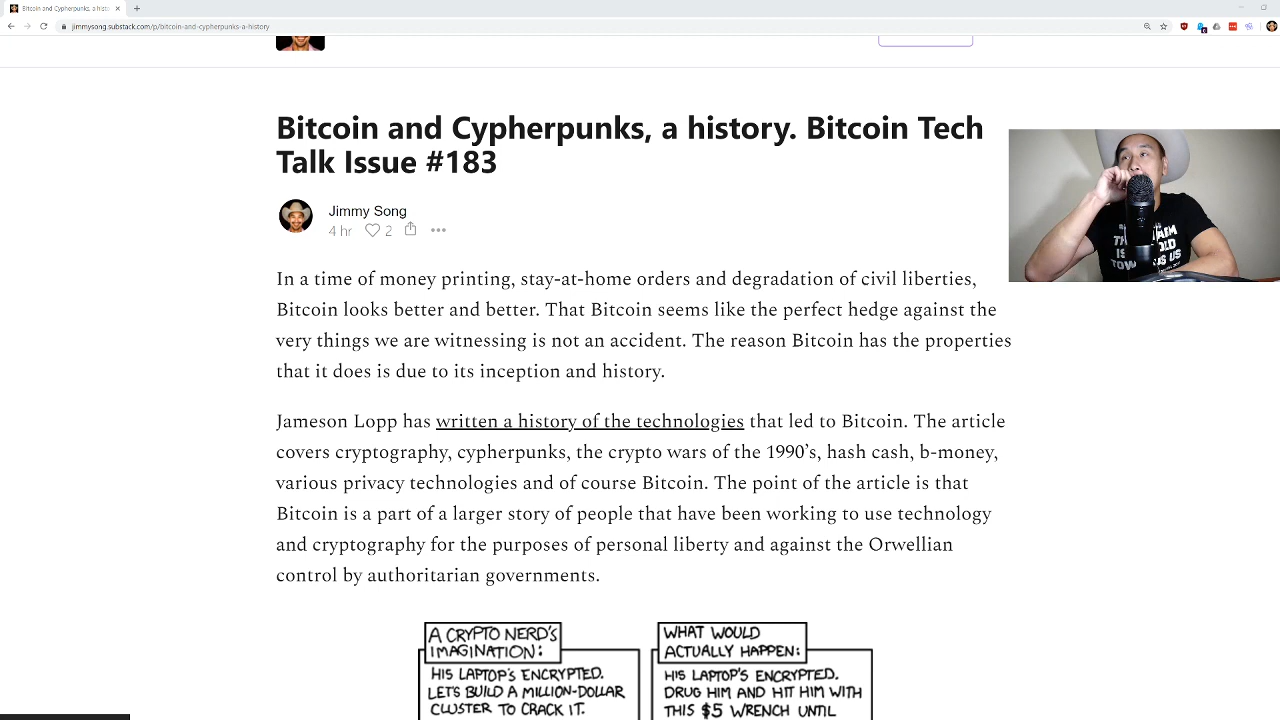 Bitcoin and Cypherpunks, a histo
jimmysong.substack.com/p/bitcoin-and-cypherpunks-a-history
Bitcoin and Cypherpunks, a history. Bitcoin Tech
Talk Issue #183
Jimmy Song
4 hr 2
In a time of money printing, stay-at-home orders and degradation of civil liberties,
Bitcoin looks better and better. That Bitcoin seems like the perfect hedge against the
very things we are witnessing is not an accident. The reason Bitcoin has the properties
that it does is due to its inception and history.
Jameson Lopp has written a history of the technologies that led to Bitcoin. The article
covers cryptography, cypherpunks, the crypto wars of the 1990’s, hash cash, b-money,
various privacy technologies and of course Bitcoin. The point of the article is that
Bitcoin is a part of a larger story of people that have been working to use technology
and cryptography for the purposes of personal liberty and against the Orwellian
control by authoritarian governments.
A CRYPTO NERD'S
IMAGINATION:
HIS LAPTOP'S ENCRYPTED.
LET'S BUILD A MILLION-DOLLAR
CLUSTER TO CRACK IT.
WHAT WOULD
ACTUALLY HAPPEN:
HIS LAPTOP'S ENCRYPTED.
DRUG HIM AND HIT HIM WITH
THIS $5 WRENCH UNTIL